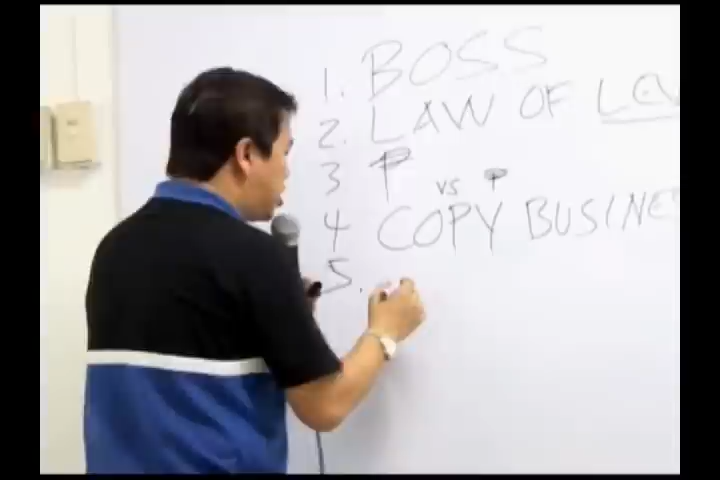 1. BOSS
2. LAW OF
3 P vs P
4 COPY BUSINE
5.